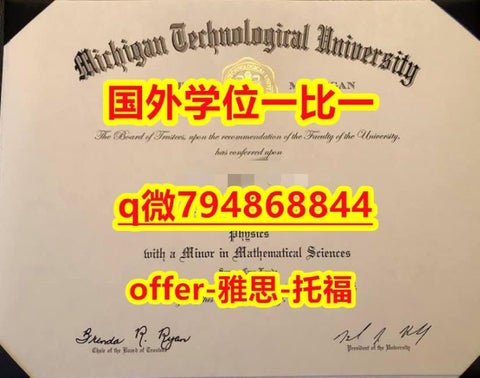 Michigan Technological University
国外学位一比一
The Board of Trustees, upon the recommendation of the Faculty of the University,
has conferred upon
q微794868844
Physics
with a Minor in Mathematical Sciences
offer-雅思-托福
Brenda R. Ryan
Chair of the Board of Trustees
President of the University